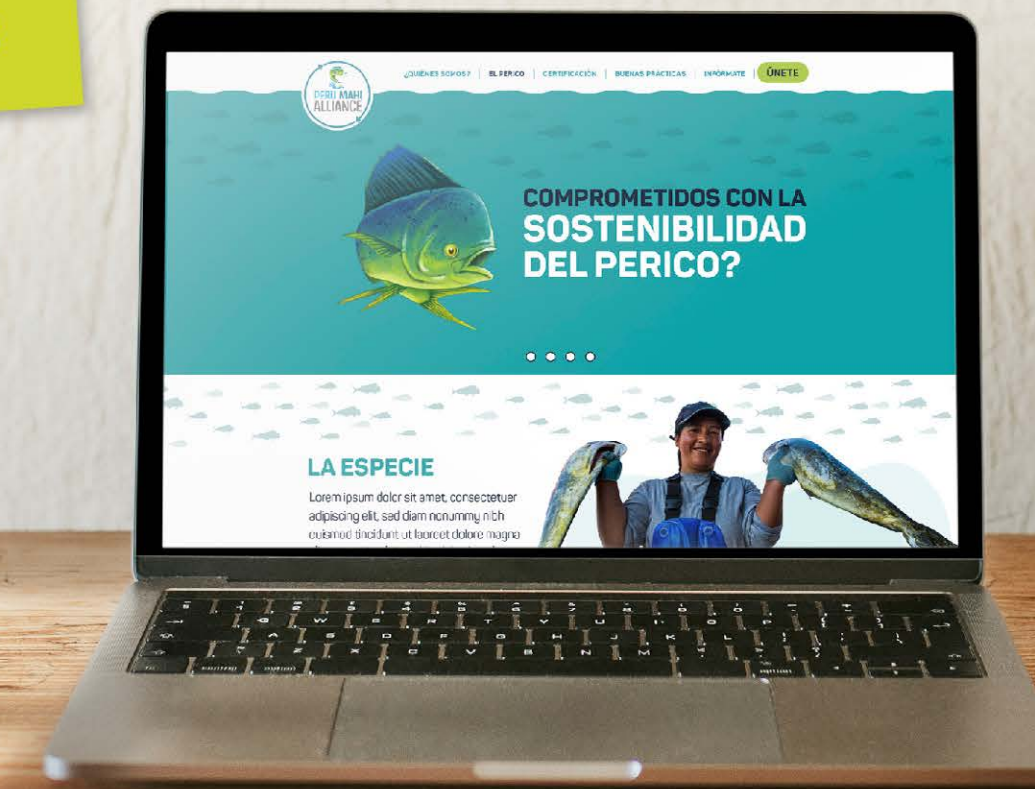 PERU MAHI
ALLIANCE
¿QUIÉNES SOMOS? | EL PERICO | CERTIFICACIÓN | BUENAS PRÁCTICAS | INFÓRMATE | ÚNETE
COMPROMETIDOS CON LA
SOSTENIBILIDAD
DEL PERICO?
LA ESPECIE
Lorem ipsum dolor sit amet, consectetuer
adipiscing elit, sed diam nonummy nibh
euismod tincidunt ut laoreet dolore magna